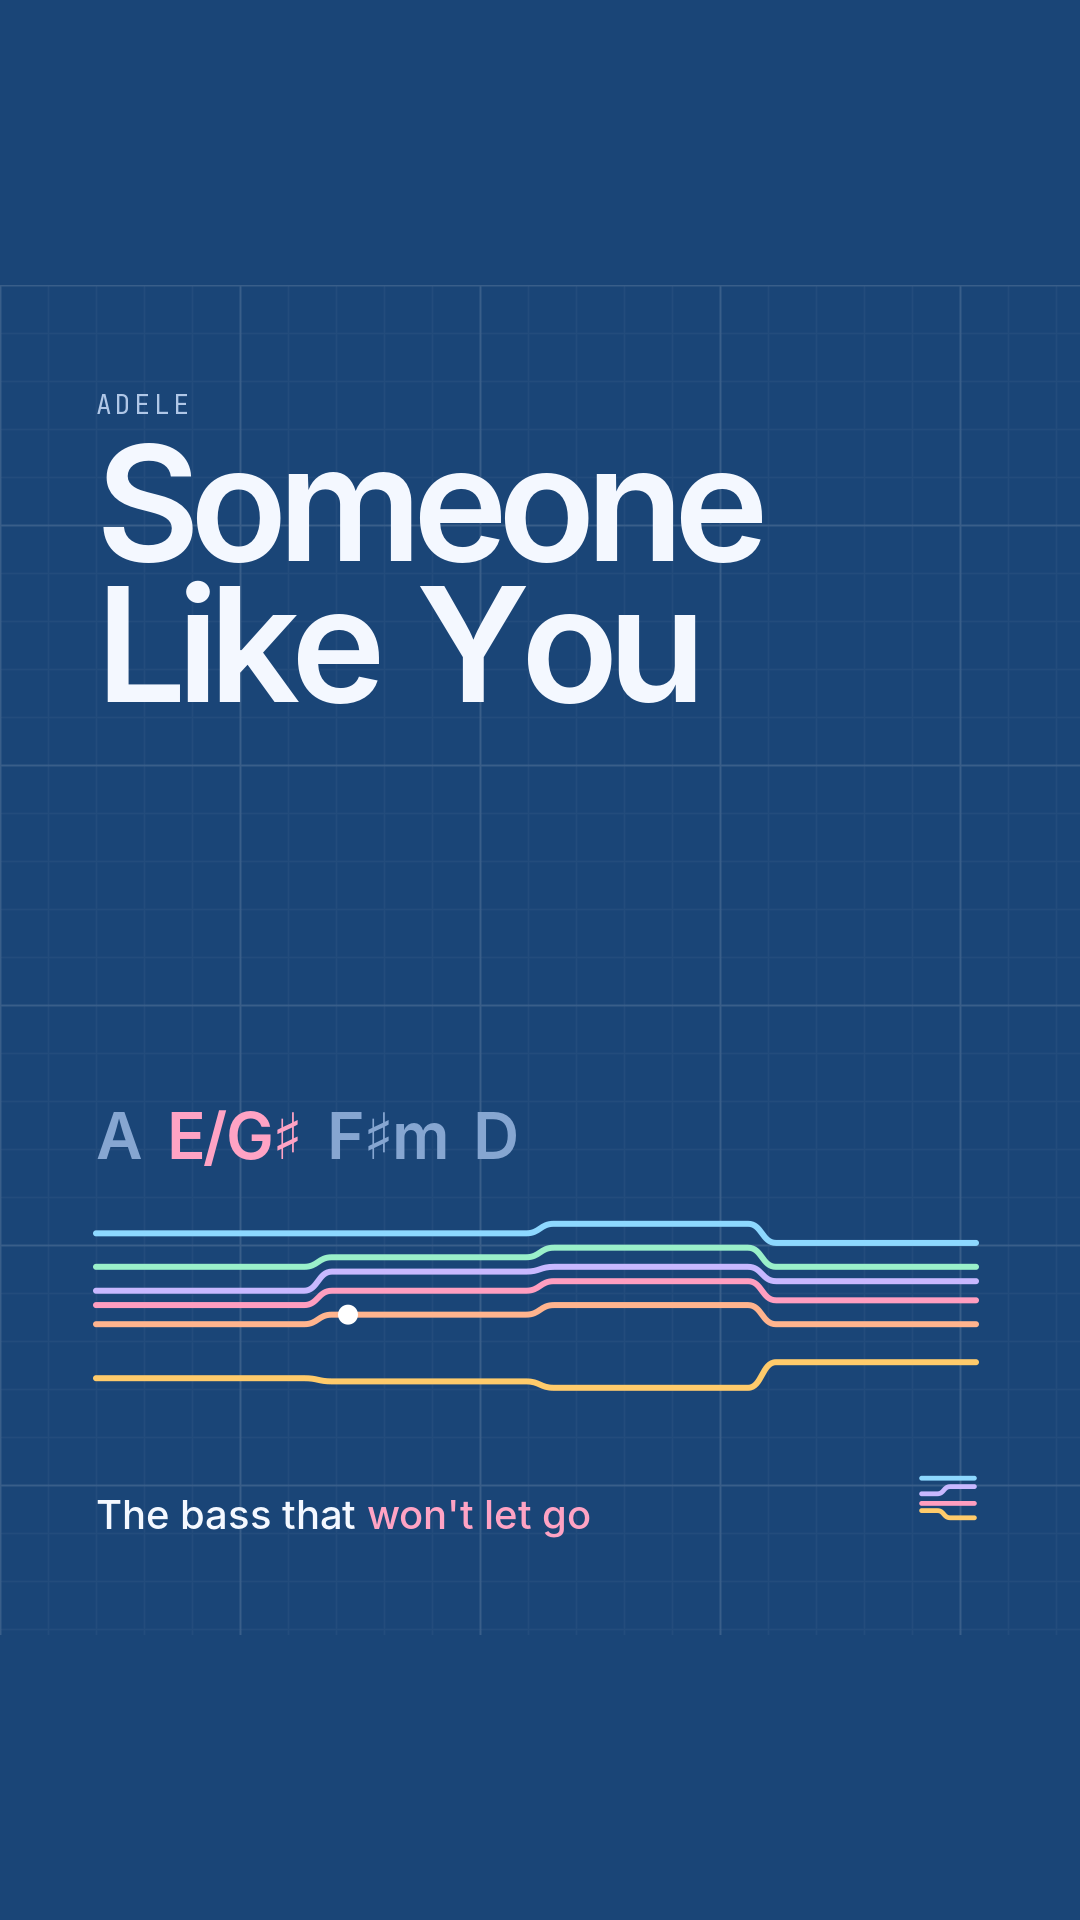 ADELE
Someone
Like You
A E/G♯ F♯m D
The bass that won't let go